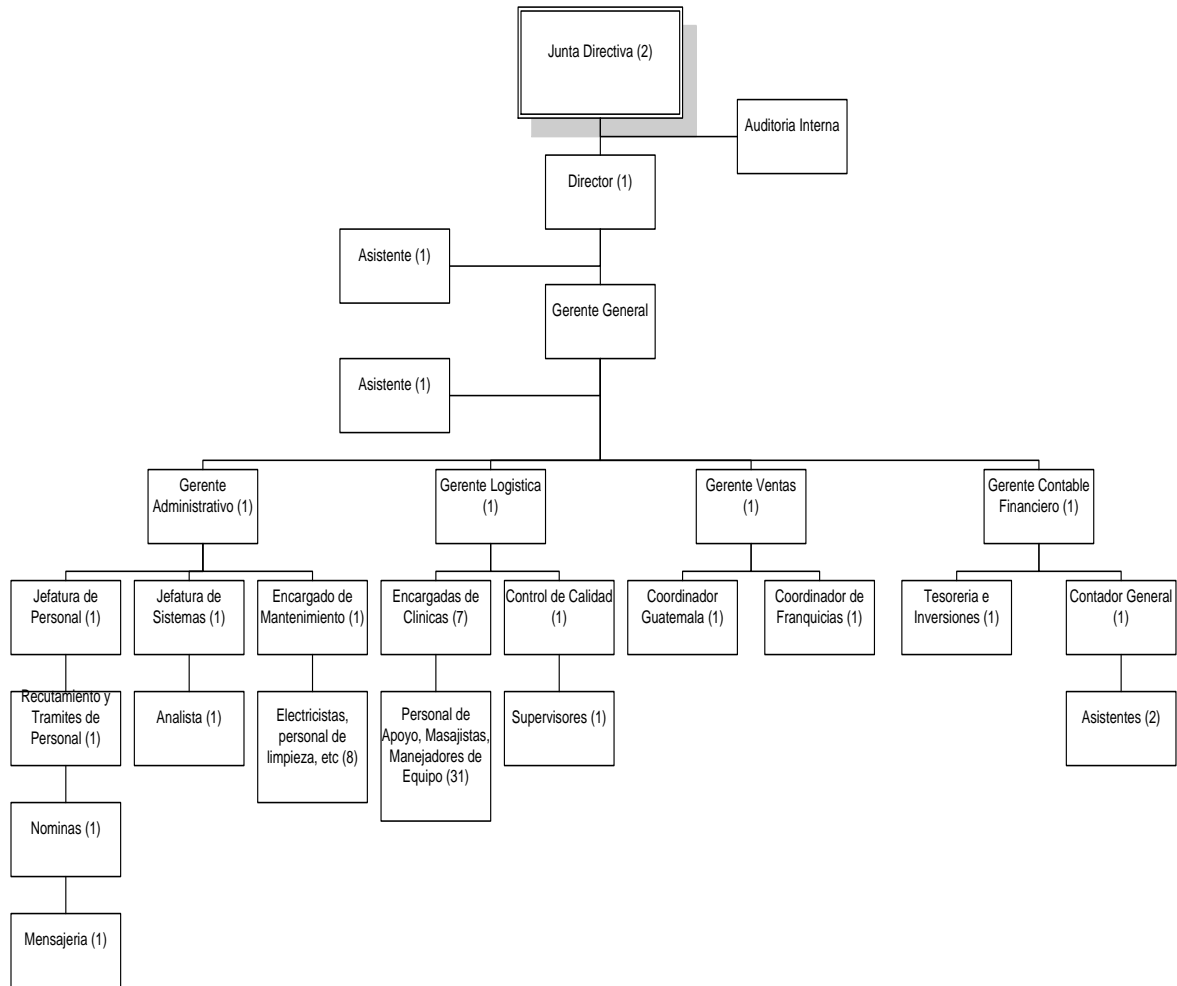 Junta Directiva (2)
Auditoria Interna
Director (1)
Asistente (1)
Gerente General
Asistente (1)
Gerente
Administrativo (1)
Gerente Logistica
(1)
Gerente Ventas
(1)
Gerente Contable
Financiero (1)
Jefatura de
Personal (1)
Jefatura de
Sistemas (1)
Encargado de
Mantenimiento (1)
Encargadas de
Clinicas (7)
Control de Calidad
(1)
Coordinador
Guatemala (1)
Coordinador de
Franquicias (1)
Tesoreria e
Inversiones (1)
Contador General
(1)
Recutamiento y
Tramites de
Personal (1)
Analista (1)
Electricistas,
personal de
limpieza, etc (8)
Personal de
Apoyo, Masajistas,
Manejadores de
Equipo (31)
Supervisores (1)
Asistentes (2)
Nominas (1)
Mensajeria (1)